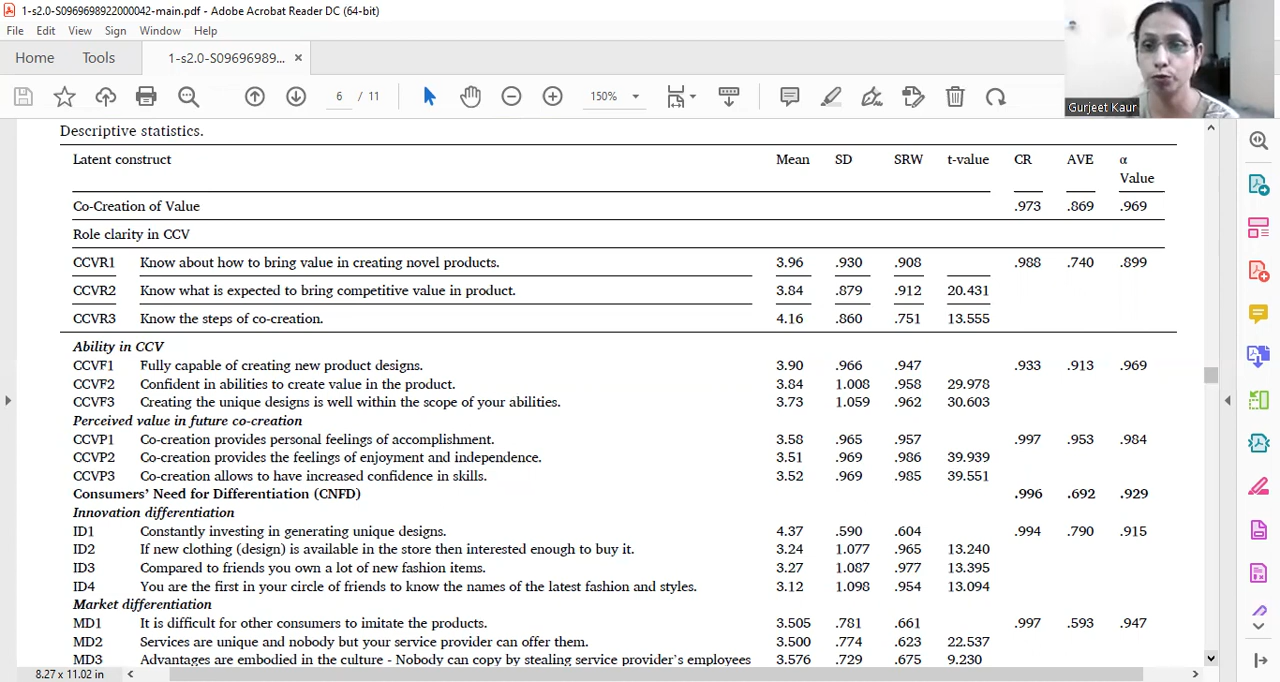 1-s2.0-S0969698922000042-main.pdf - Adobe Acrobat Reader DC (64-bit)
File Edit View Sign Window Help
Home Tools 1-s2.0-S09696989... ×
6 / 11 150%
Gurjeet Kaur
Descriptive statistics.
Latent construct Mean SD SRW t-value CR AVE α Value
Co-Creation of Value .973 .869 .969
Role clarity in CCV
CCVR1 Know about how to bring value in creating novel products. 3.96 .930 .908 .988 .740 .899
CCVR2 Know what is expected to bring competitive value in product. 3.84 .879 .912 20.431
CCVR3 Know the steps of co-creation. 4.16 .860 .751 13.555
Ability in CCV
CCVF1 Fully capable of creating new product designs. 3.90 .966 .947 .933 .913 .969
CCVF2 Confident in abilities to create value in the product. 3.84 1.008 .958 29.978
CCVF3 Creating the unique designs is well within the scope of your abilities. 3.73 1.059 .962 30.603
Perceived value in future co-creation
CCVP1 Co-creation provides personal feelings of accomplishment. 3.58 .965 .957 .997 .953 .984
CCVP2 Co-creation provides the feelings of enjoyment and independence. 3.51 .969 .986 39.939
CCVP3 Co-creation allows to have increased confidence in skills. 3.52 .969 .985 39.551
Consumers' Need for Differentiation (CNFD) .996 .692 .929
Innovation differentiation
ID1 Constantly investing in generating unique designs. 4.37 .590 .604 .994 .790 .915
ID2 If new clothing (design) is available in the store then interested enough to buy it. 3.24 1.077 .965 13.240
ID3 Compared to friends you own a lot of new fashion items. 3.27 1.087 .977 13.395
ID4 You are the first in your circle of friends to know the names of the latest fashion and styles. 3.12 1.098 .954 13.094
Market differentiation
MD1 It is difficult for other consumers to imitate the products. 3.505 .781 .661 .997 .593 .947
MD2 Services are unique and nobody but your service provider can offer them. 3.500 .774 .623 22.537
MD3 Advantages are embodied in the culture - Nobody can copy by stealing service provider's employees 3.576 .729 .675 9.230
8.27 x 11.02 in